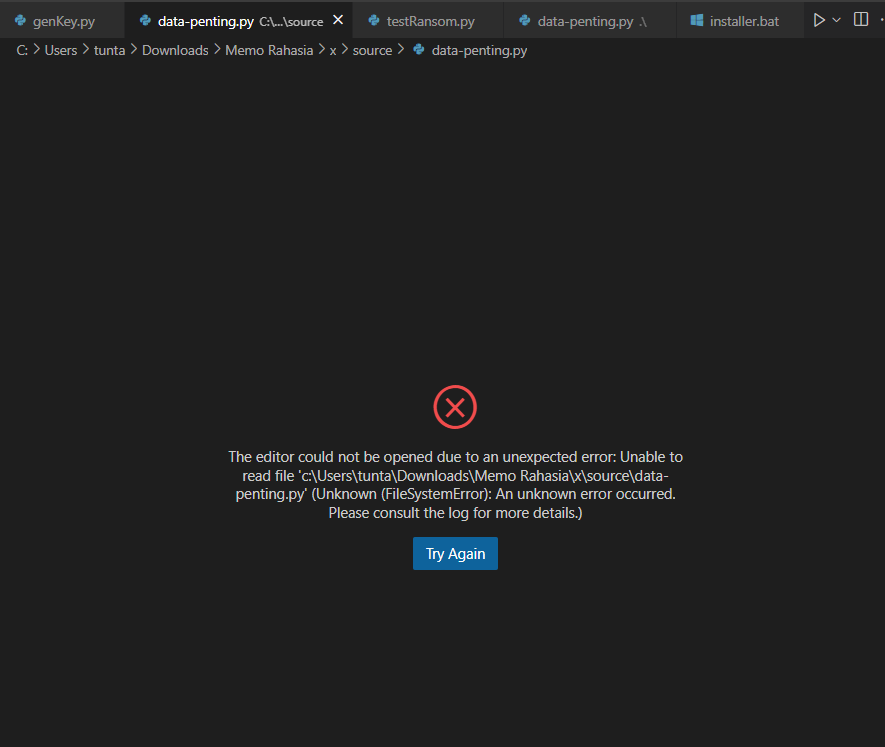 genKey.py data-penting.py C:\...\source testRansom.py data-penting.py .\ installer.bat
C: > Users > tunta > Downloads > Memo Rahasia > x > source > data-penting.py
The editor could not be opened due to an unexpected error: Unable to
read file 'c:\Users\tunta\Downloads\Memo Rahasia\x\source\data-
penting.py' (Unknown (FileSystemError): An unknown error occurred.
Please consult the log for more details.)
Try Again